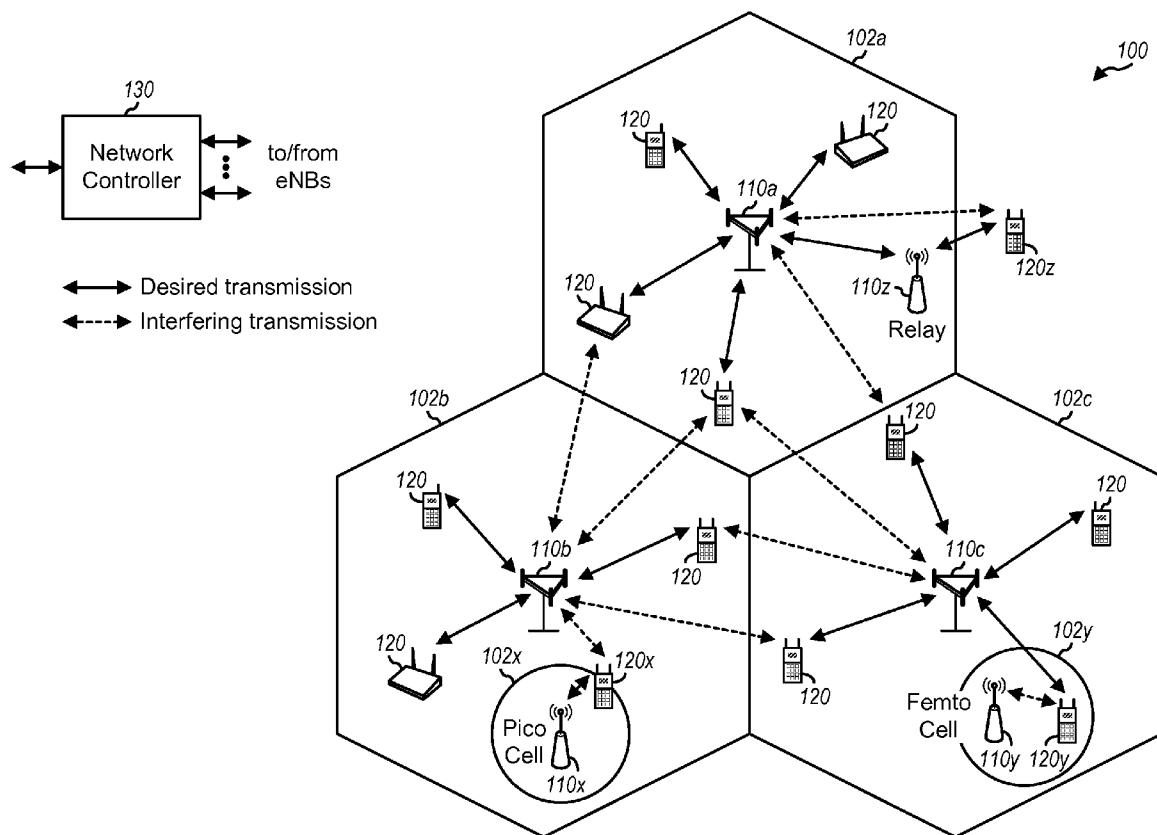 102a
100
130
Network
Controller
to/from
eNBs
120
120
110a
120z
110z
Relay
Desired transmission
Interfering transmission
120
102b
120
120
102c
120
120
110b
120
110c
120
102x
120x
120
102y
Pico
Cell
110x
Femto
Cell
110y
120y